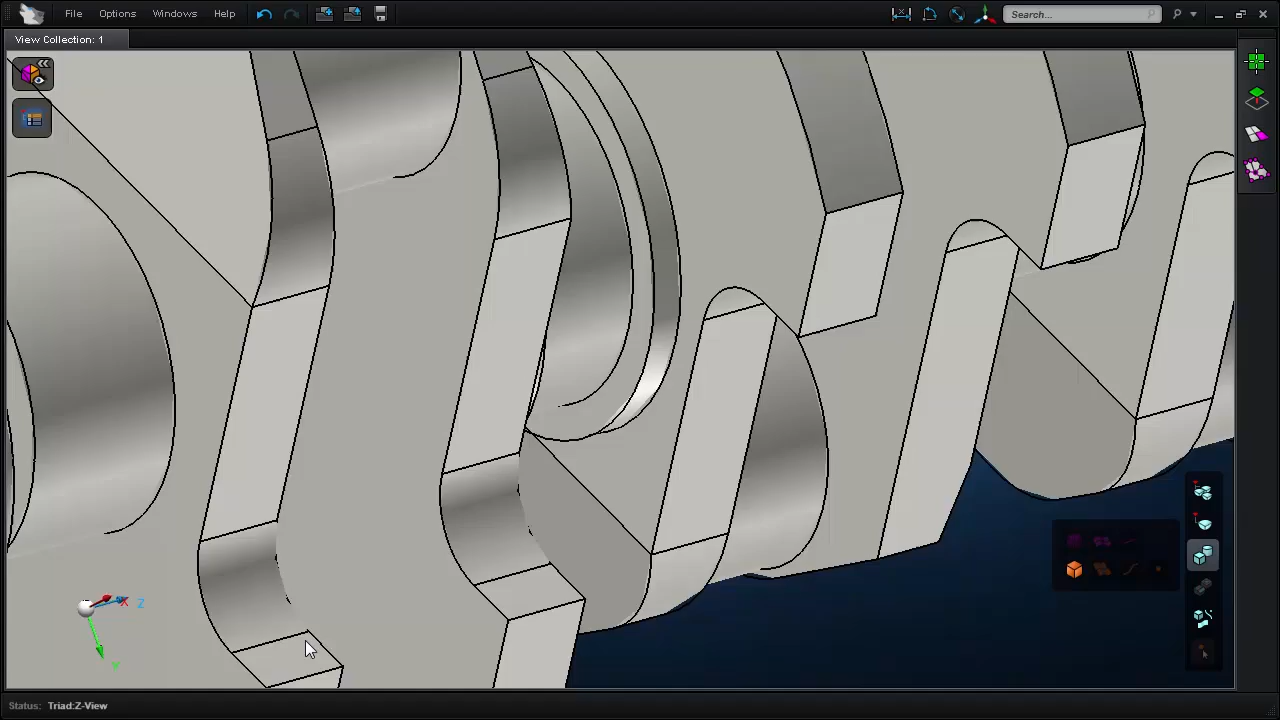 File Options Windows Help Search...
View Collection: 1
X Z
Y
Status: Triad:Z-View